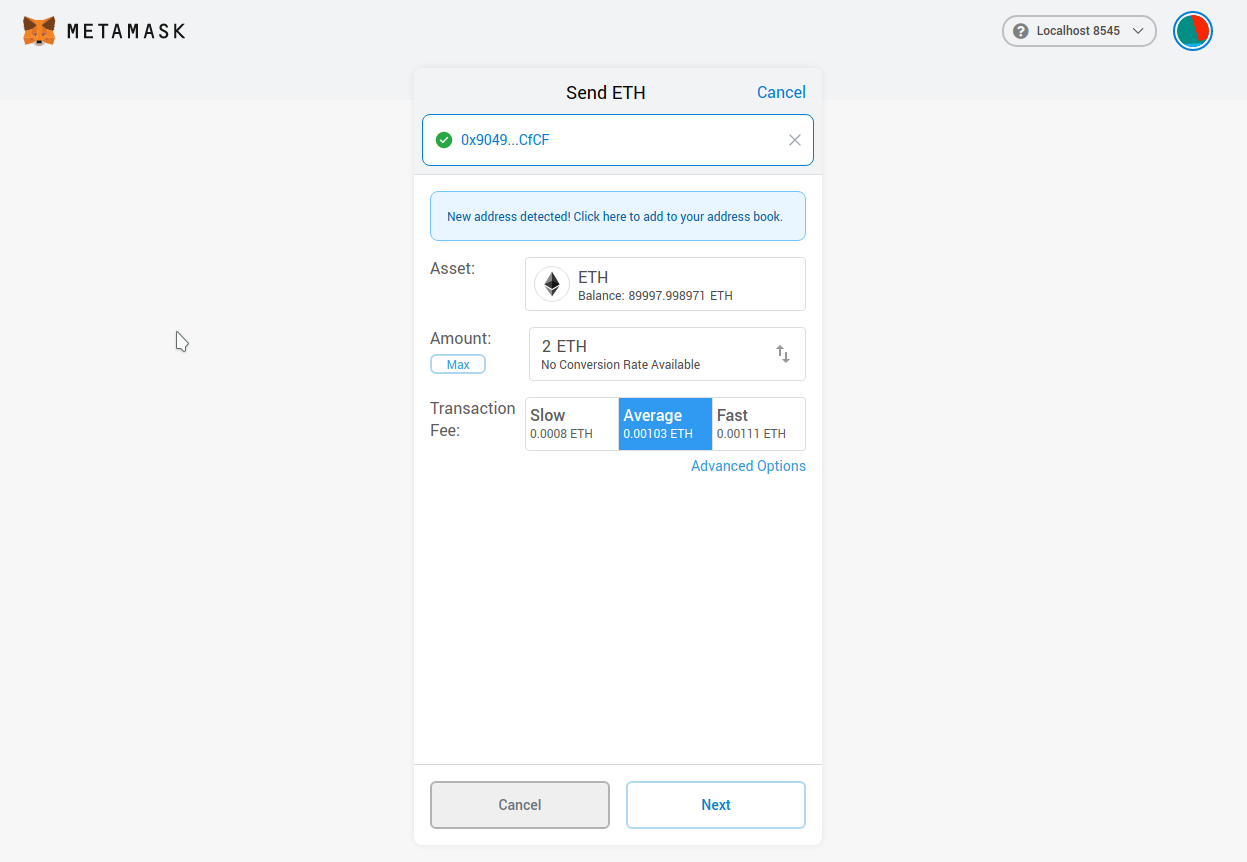 METAMASK
? Localhost 8545
Send ETH
Cancel
0x9049...CfCF
New address detected! Click here to add to your address book.
Asset:
ETH
Balance: 89997.998971 ETH
Amount:
Max
2 ETH
No Conversion Rate Available
Transaction
Fee:
Slow
0.0008 ETH
Average
0.00103 ETH
Fast
0.00111 ETH
Advanced Options
Cancel
Next